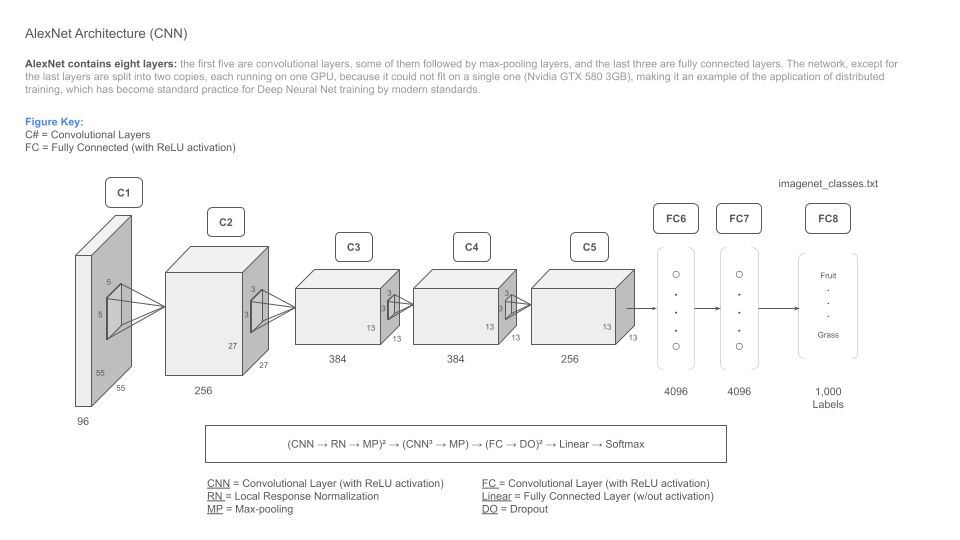 AlexNet Architecture (CNN)
AlexNet contains eight layers: the first five are convolutional layers, some of them followed by max-pooling layers, and the last three are fully connected layers. The network, except for
the last layers are split into two copies, each running on one GPU, because it could not fit on a single one (Nvidia GTX 580 3GB), making it an example of the application of distributed
training, which has become standard practice for Deep Neural Net training by modern standards.
Figure Key:
C# = Convolutional Layers
FC = Fully Connected (with ReLU activation)
imagenet_classes.txt
C1
C2
C3
C4
C5
FC6
FC7
FC8
5
5
55
55
96
3
3
27
27
256
3
3
13
13
384
3
3
13
13
384
13
13
256
4096
4096
Fruit
Grass
1,000
Labels
(CNN → RN → MP)² → (CNN³ → MP) → (FC → DO)² → Linear → Softmax
CNN = Convolutional Layer (with ReLU activation)
RN = Local Response Normalization
MP = Max-pooling
FC = Convolutional Layer (with ReLU activation)
Linear = Fully Connected Layer (w/out activation)
DO = Dropout